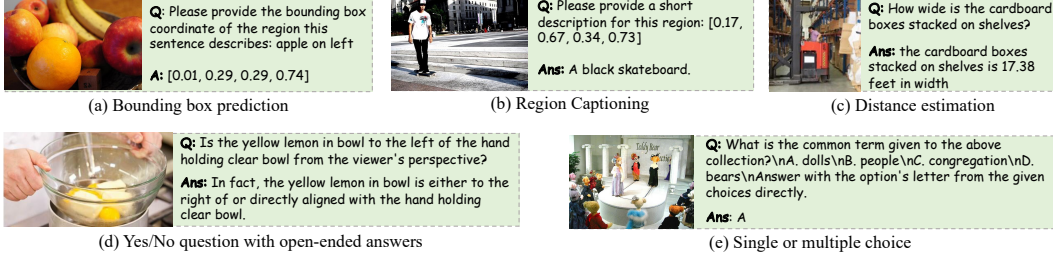 Q: Please provide the bounding box
coordinate of the region this
sentence describes: apple on left
A: [0.01, 0.29, 0.29, 0.74]
(a) Bounding box prediction
Q: Please provide a short
description for this region: [0.17,
0.67, 0.34, 0.73]
Ans: A black skateboard.
(b) Region Captioning
Q: How wide is the cardboard
boxes stacked on shelves?
Ans: the cardboard boxes
stacked on shelves is 17.38
feet in width
(c) Distance estimation
Q: Is the yellow lemon in bowl to the left of the hand
holding clear bowl from the viewer's perspective?
Ans: In fact, the yellow lemon in bowl is either to the
right of or directly aligned with the hand holding
clear bowl.
(d) Yes/No question with open-ended answers
Teddy Bear
Q: What is the common term given to the above
collection?\nA. dolls\nB. people\nC. congregation\nD.
bears\nAnswer with the option's letter from the given
choices directly.
Ans: A
(e) Single or multiple choice